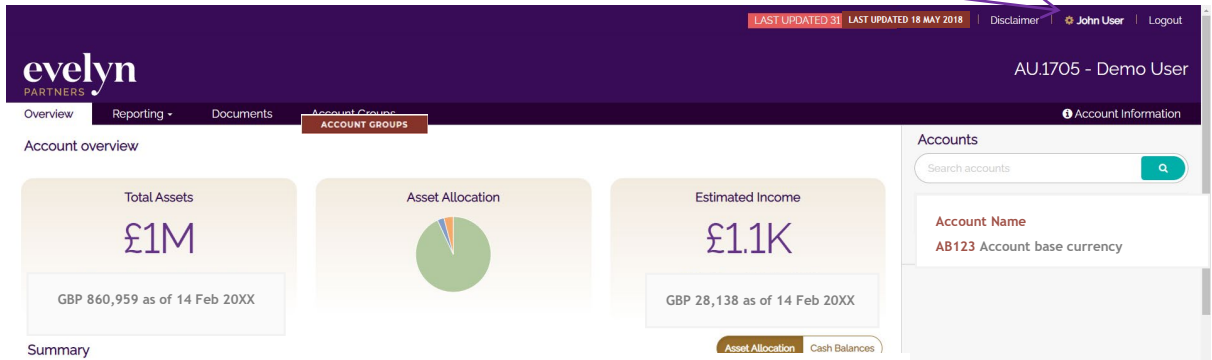 LAST UPDATED 31 LAST UPDATED 18 MAY 2018 Disclaimer John User Logout
evelyn
PARTNERS
AU.1705 - Demo User
Overview Reporting Documents Account Groups Account Information
ACCOUNT GROUPS
Account overview
Accounts
Search accounts
Total Assets
£1M
GBP 860,959 as of 14 Feb 20XX
Asset Allocation
Estimated Income
£1.1K
GBP 28,138 as of 14 Feb 20XX
Account Name
AB123 Account base currency
Summary
Asset Allocation Cash Balances